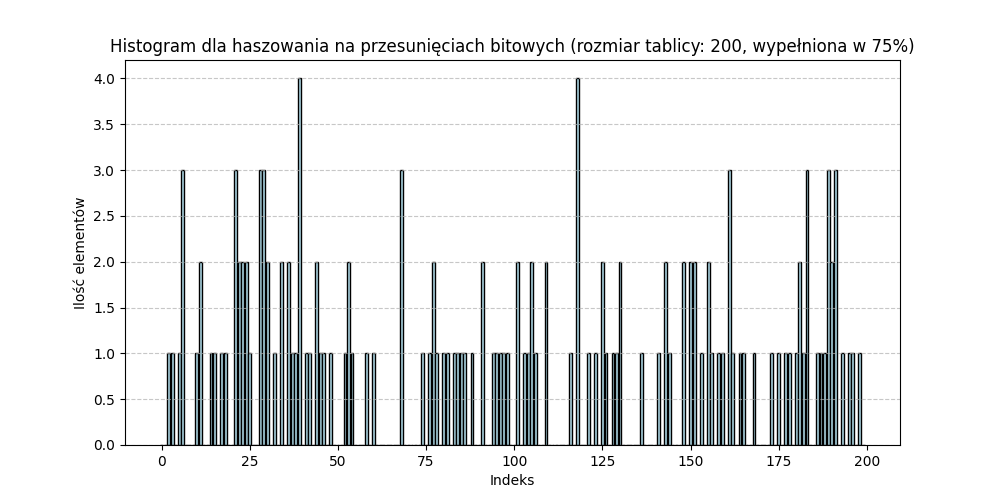 Histogram dla haszowania na przesunięciach bitowych (rozmiar tablicy: 200, wypełniona w 75%)
4.0
3.5
3.0
2.5
2.0
1.5
1.0
0.5
0.0
Ilość elementów
0 25 50 75 100 125 150 175 200
Indeks